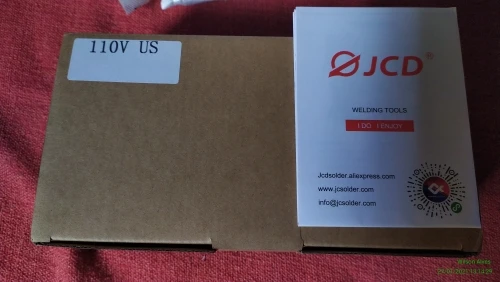 110V US
JCD®
WELDING TOOLS
I DO I ENJOY
Jcdsolder.aliexpress.com
www.jcsolder.com
info@jcsolder.com